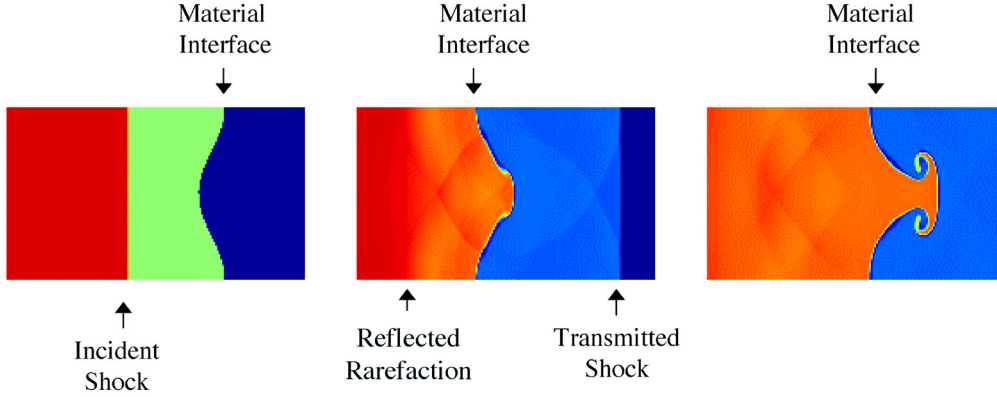 Material
Interface
Material
Interface
Material
Interface
Incident
Shock
Reflected
Rarefaction
Transmitted
Shock